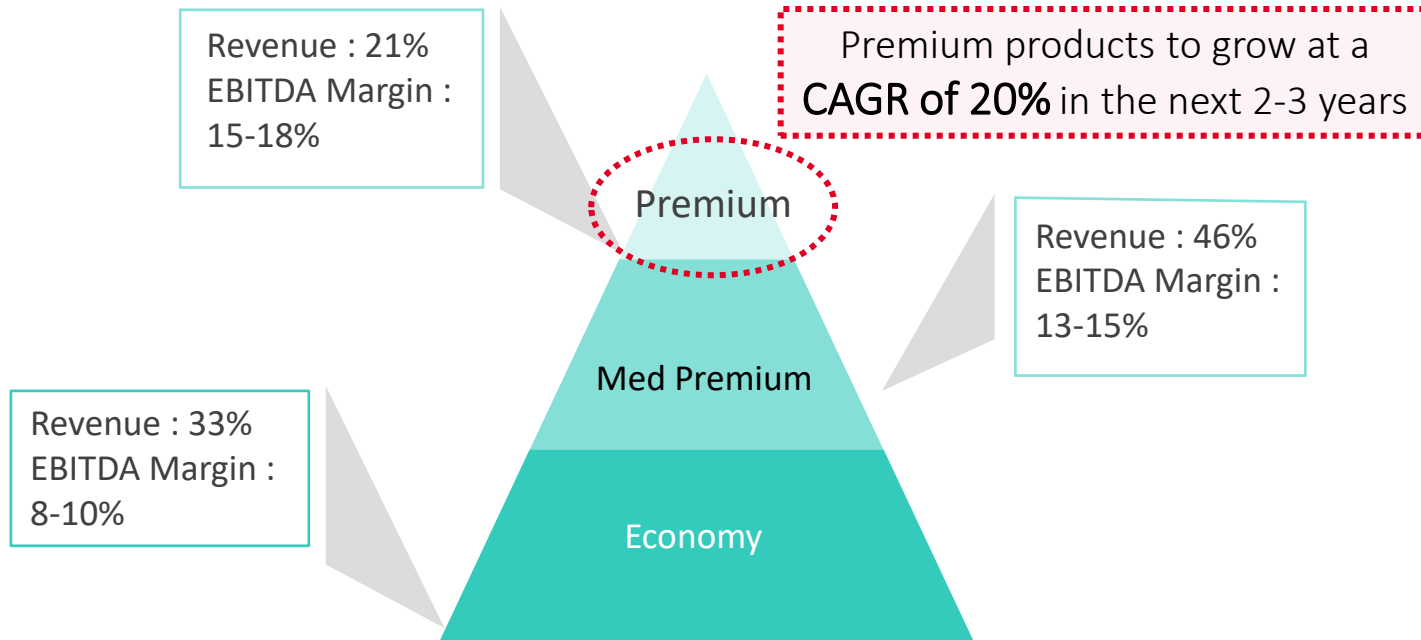 Revenue : 21%
EBITDA Margin :
15-18%
Premium products to grow at a
CAGR of 20% in the next 2-3 years
Premium
Revenue : 46%
EBITDA Margin :
13-15%
Med Premium
Revenue : 33%
EBITDA Margin :
8-10%
Economy